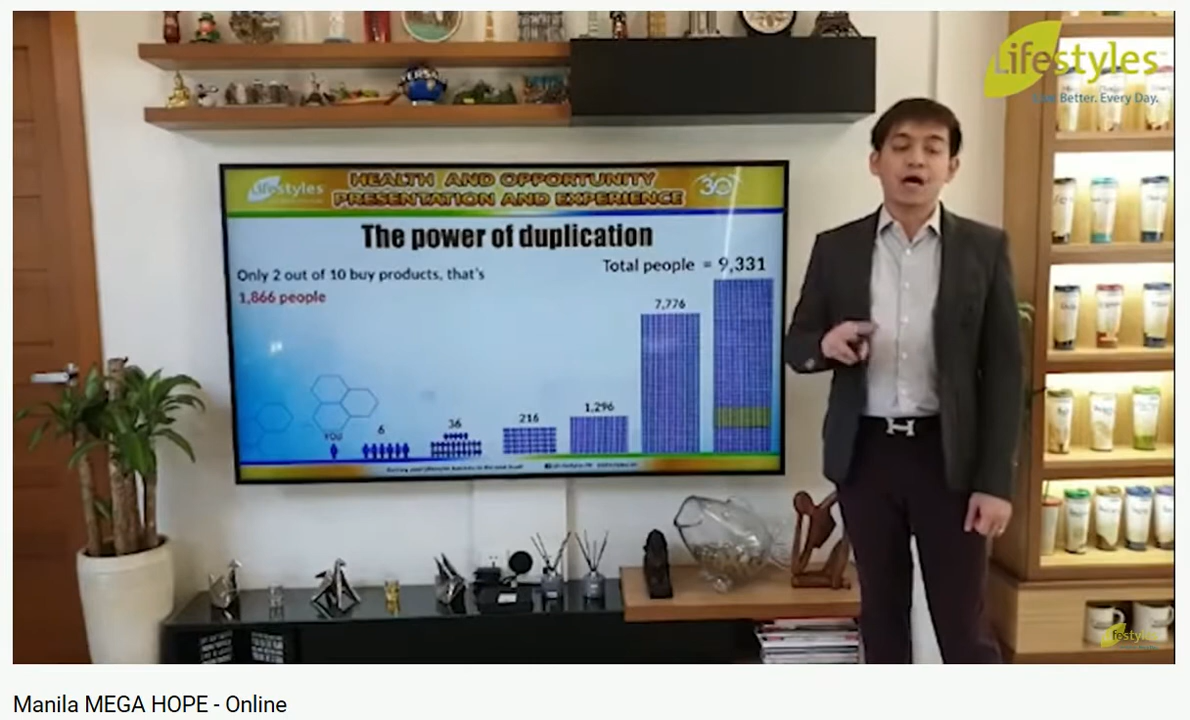 Lifestyles
Live Better. Every Day.
Lifestyles
HEALTH AND OPPORTUNITY
PRESENTATION AND EXPERIENCE
30
The power of duplication
Only 2 out of 10 buy products, that's
1,866 people
Total people = 9,331
7,776
1,296
216
36
6
YOU
Lifestyles
Manila MEGA HOPE - Online